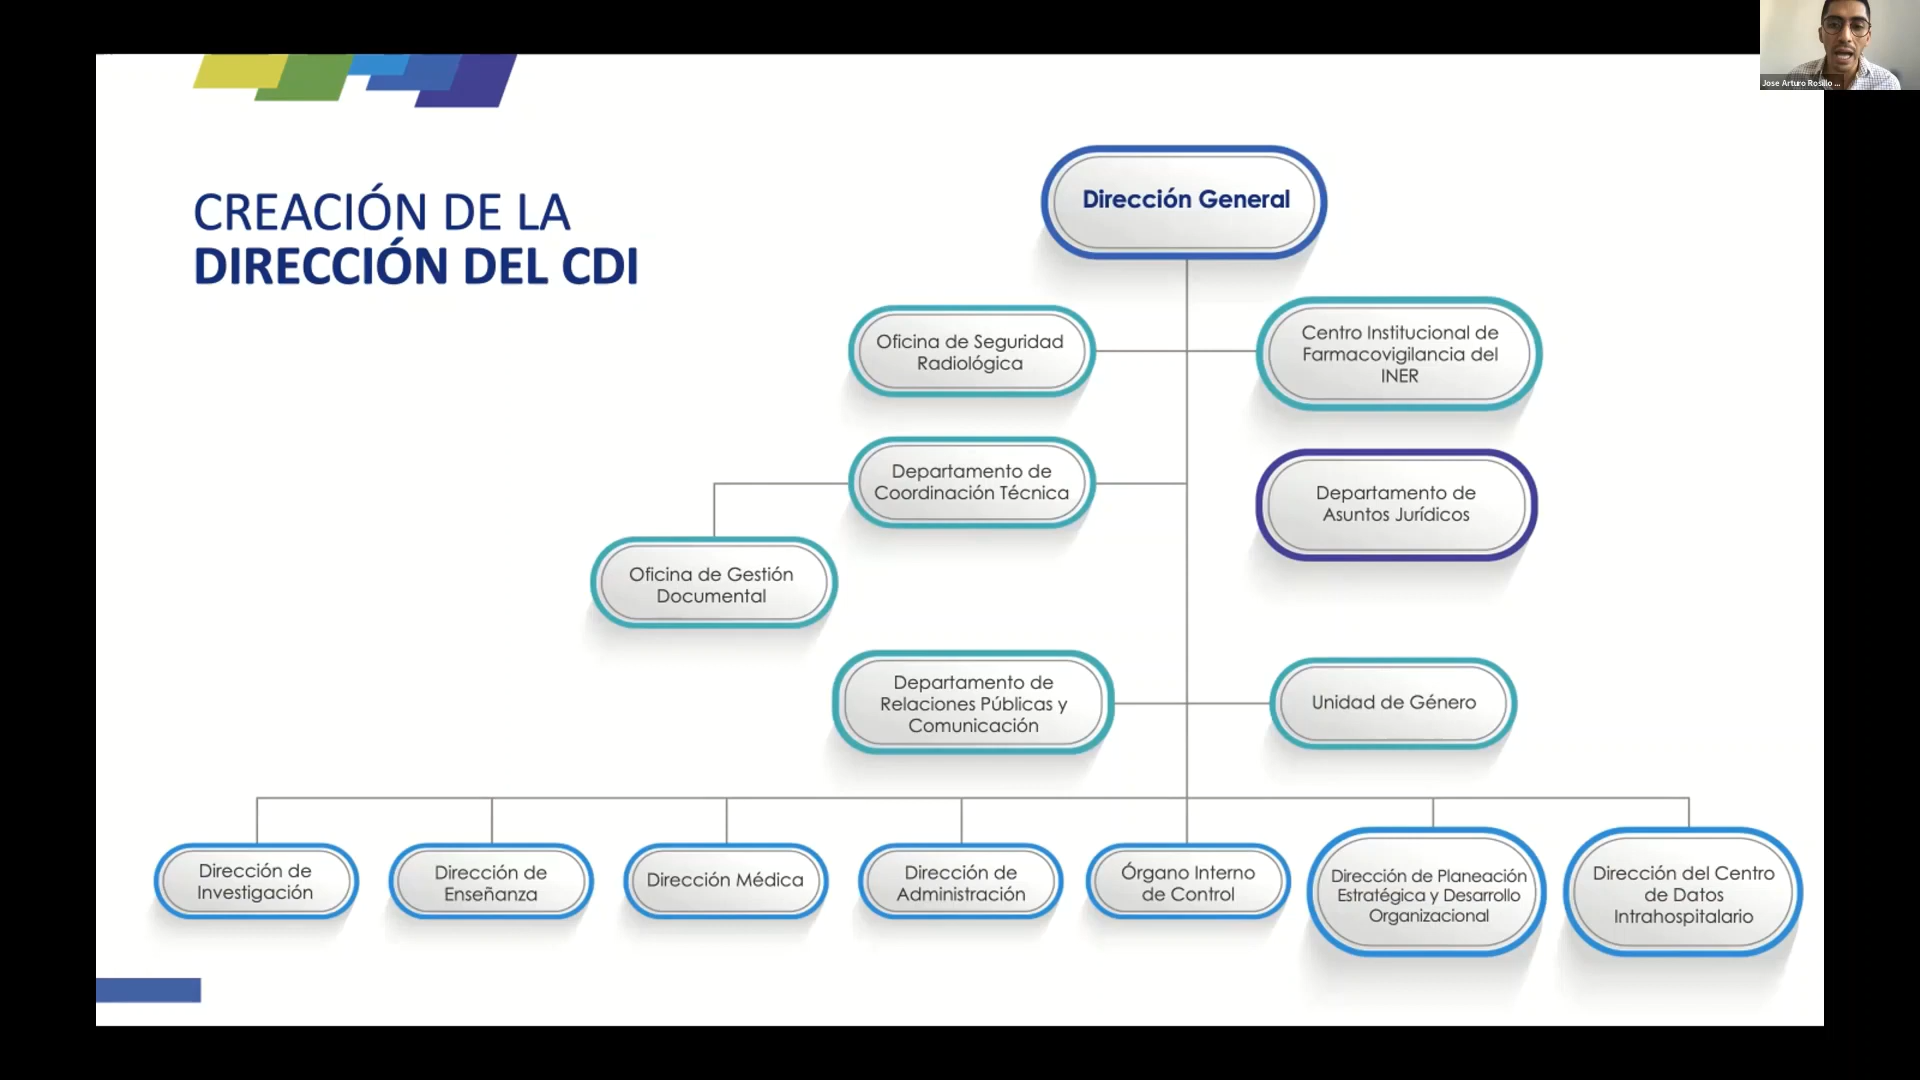 CREACIÓN DE LA
DIRECCIÓN DEL CDI
Jose Arturo Rosillo ...
Dirección General
Oficina de Seguridad
Radiológica
Centro Institucional de
Farmacovigilancia del
INER
Departamento de
Coordinación Técnica
Departamento de
Asuntos Jurídicos
Oficina de Gestión
Documental
Departamento de
Relaciones Públicas y
Comunicación
Unidad de Género
Dirección de
Investigación
Dirección de
Enseñanza
Dirección Médica
Dirección de
Administración
Órgano Interno
de Control
Dirección de Planeación
Estratégica y Desarrollo
Organizacional
Dirección del Centro
de Datos
Intrahospitalario